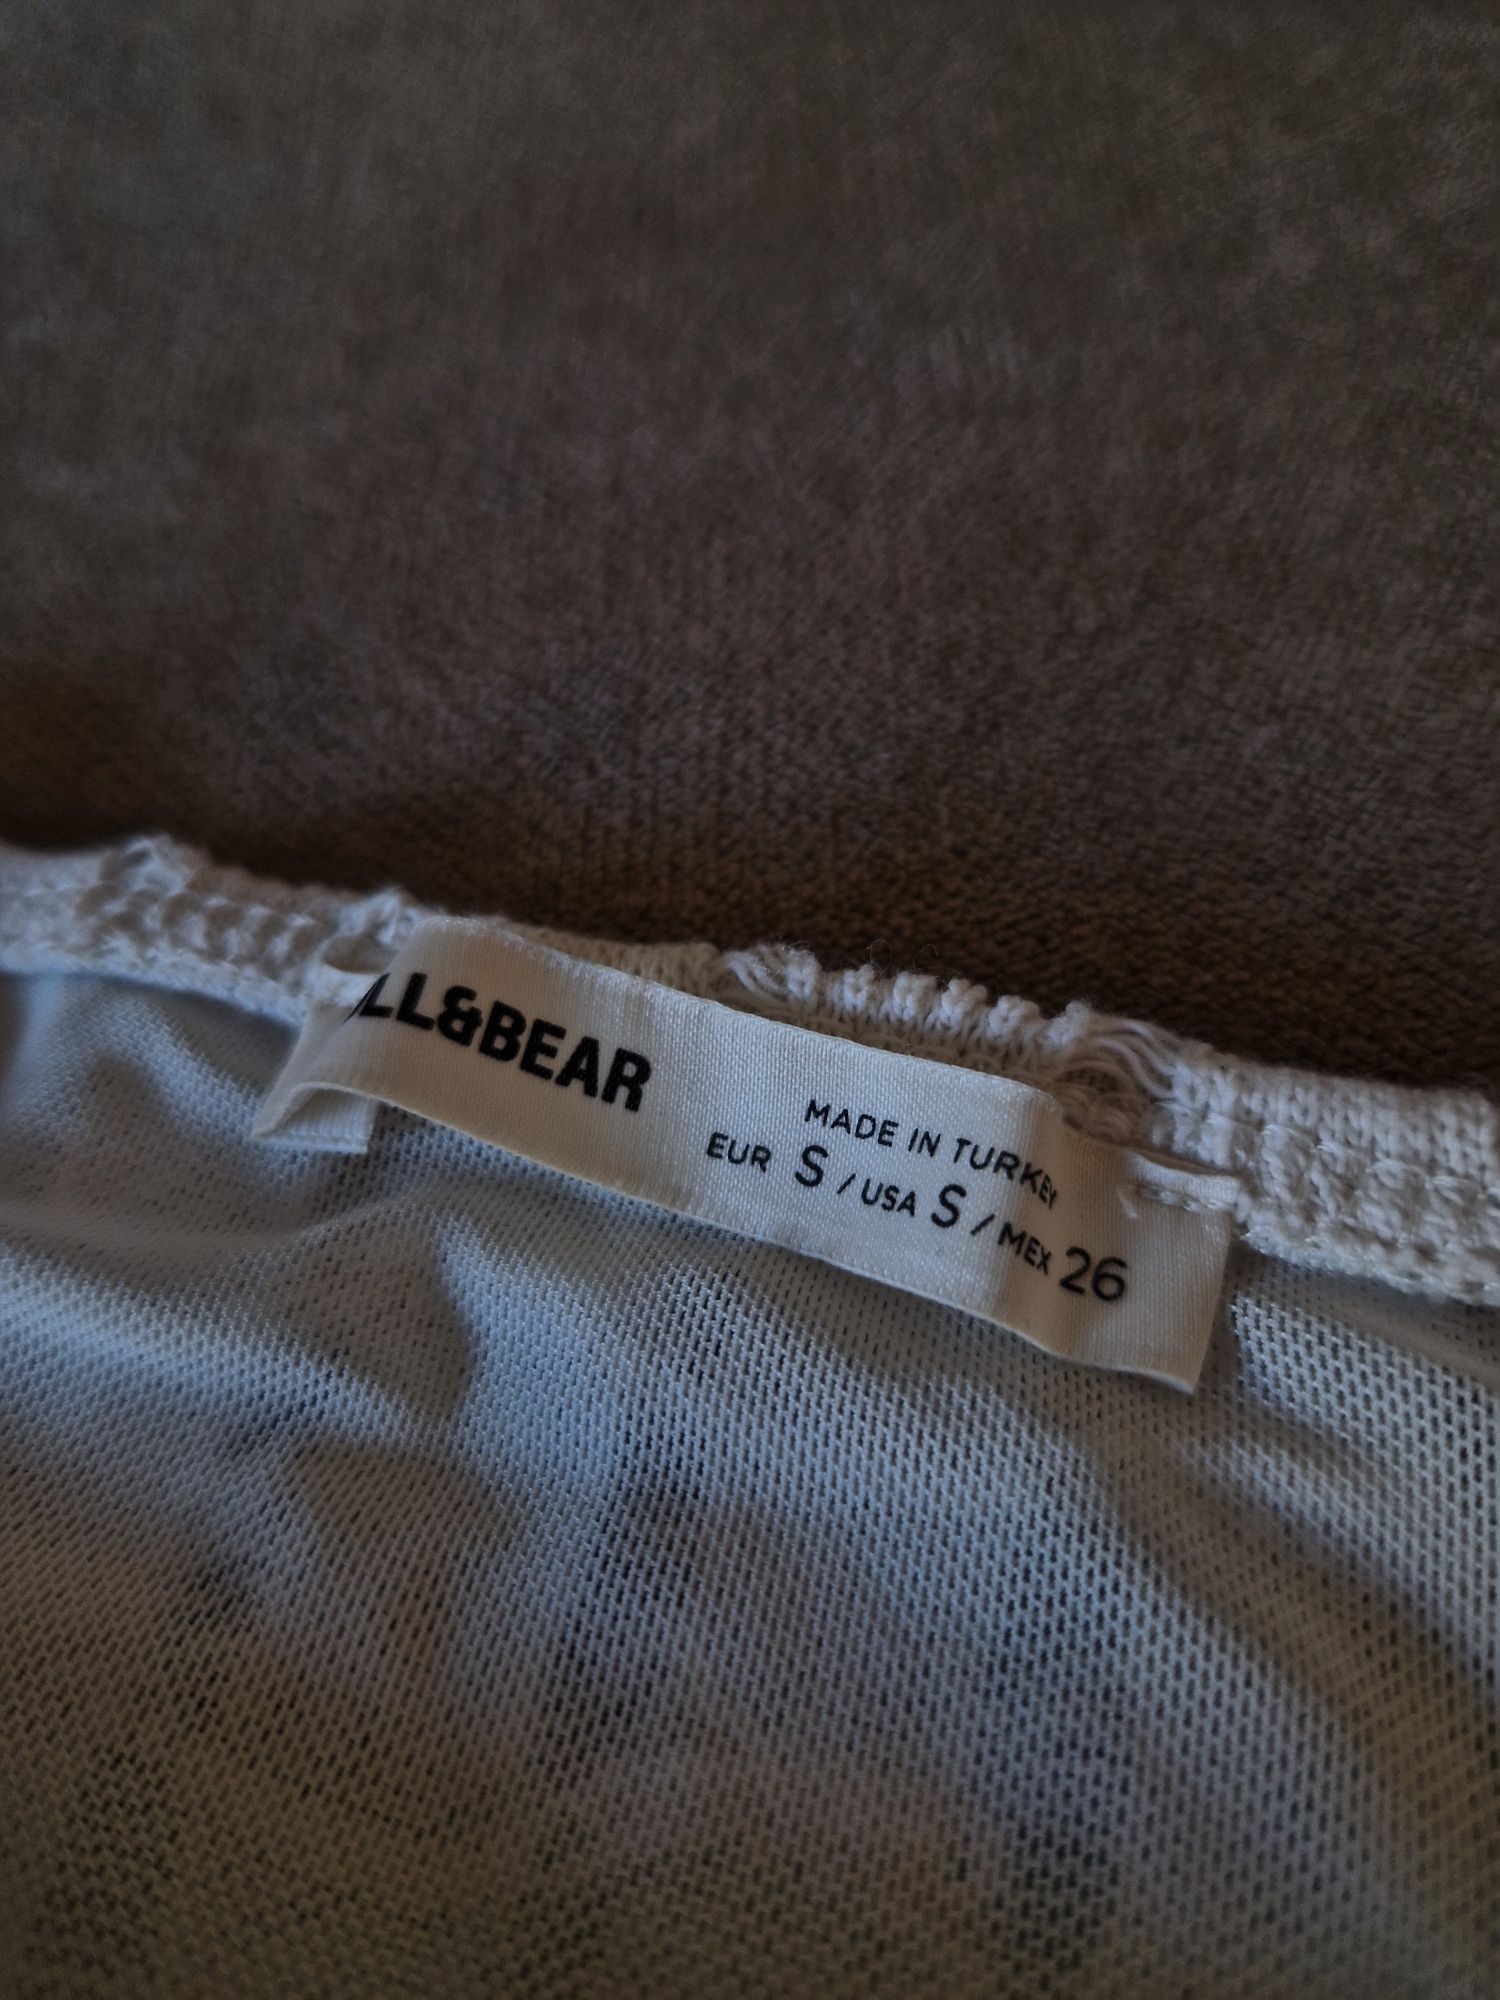 LL&BEAR
MADE IN TURKEY
EUR S / USA S / MEX 26